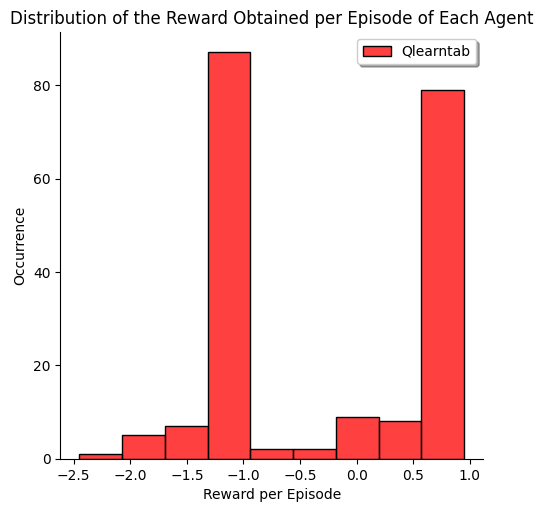 Distribution of the Reward Obtained per Episode of Each Agent
Qlearntab
Occurrence
80
60
40
20
0
−2.5 −2.0 −1.5 −1.0 −0.5 0.0 0.5 1.0
Reward per Episode